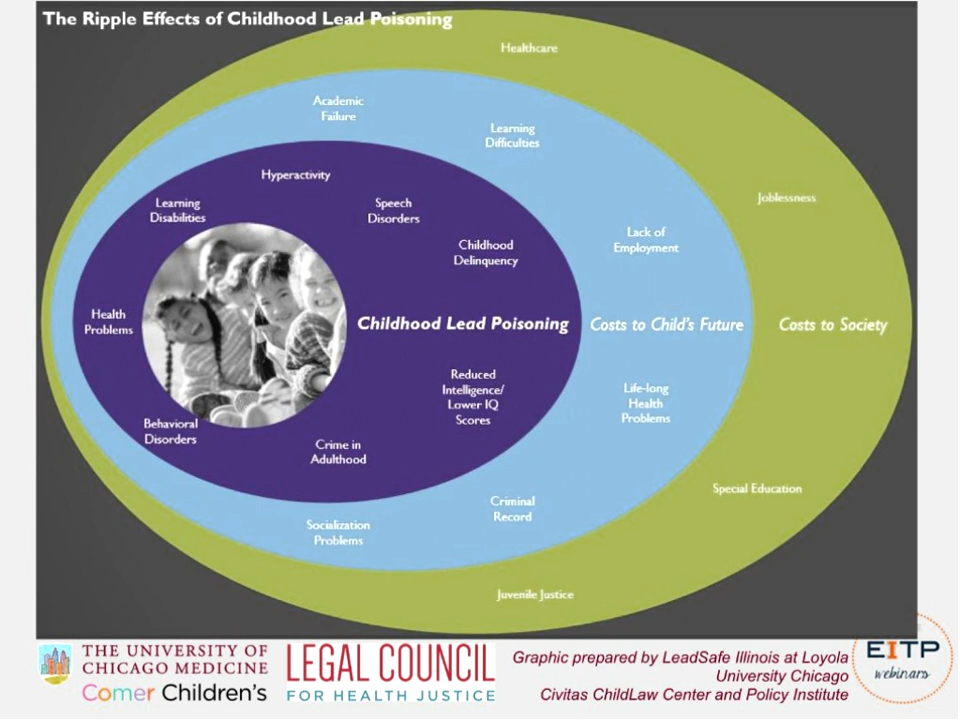 The Ripple Effects of Childhood Lead Poisoning
Healthcare
Academic
Failure
Learning
Difficulties
Hyperactivity
Learning
Disabilities
Speech
Disorders
Joblessness
Lack of
Employment
Childhood
Delinquency
Health
Problems
Childhood Lead Poisoning
Costs to Child's Future
Costs to Society
Reduced
Intelligence/
Lower IQ
Scores
Life-long
Health
Problems
Behavioral
Disorders
Crime in
Adulthood
Special Education
Criminal
Record
Socialization
Problems
Juvenile Justice
THE UNIVERSITY OF
CHICAGO MEDICINE
Comer Children's
LEGAL COUNCIL
FOR HEALTH JUSTICE
Graphic prepared by LeadSafe Illinois at Loyola
University Chicago
Civitas ChildLaw Center and Policy Institute
EITP
webinars